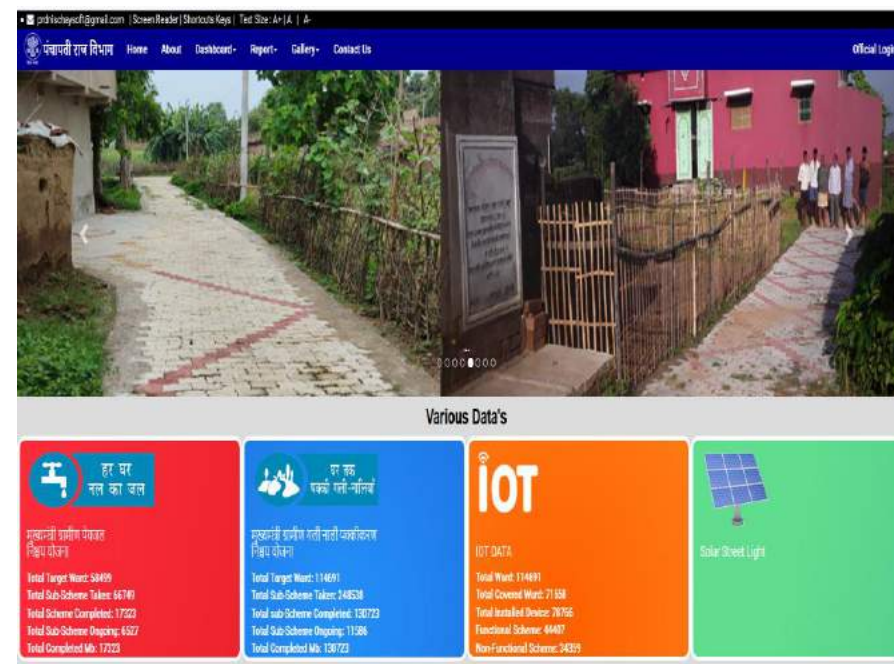 prdnischaysoft@gmail.com | Screen Reader | Shortcuts Keys | Text Size : A+ | A | A-
पंचायती राज विभाग Home About Dashboard Report Gallery Contact Us Official Login
Various Data's
हर घर
नल का जल
मुख्यमंत्री ग्रामीण पेयजल
निश्चय योजना
Total Target Ward: 58499
Total Sub-Scheme Taken: 66749
Total Scheme Completed: 17323
Total Sub-Scheme Ongoing: 6527
Total Completed Mb: 17323
घर तक
पक्की गली-नालियाँ
मुख्यमंत्री ग्रामीण गली नाली पक्कीकरण
निश्चय योजना
Total Target Ward: 114691
Total Sub-Scheme Taken: 248538
Total sub-Scheme Completed: 130723
Total Sub-Scheme Ongoing: 11586
Total Completed Mb: 130723
IOT
IOT DATA
Total Ward: 114691
Total Covered Ward: 71658
Total Installed Device: 78766
Functional Scheme: 44407
Non-Functional Scheme: 34359
Solar Street Light